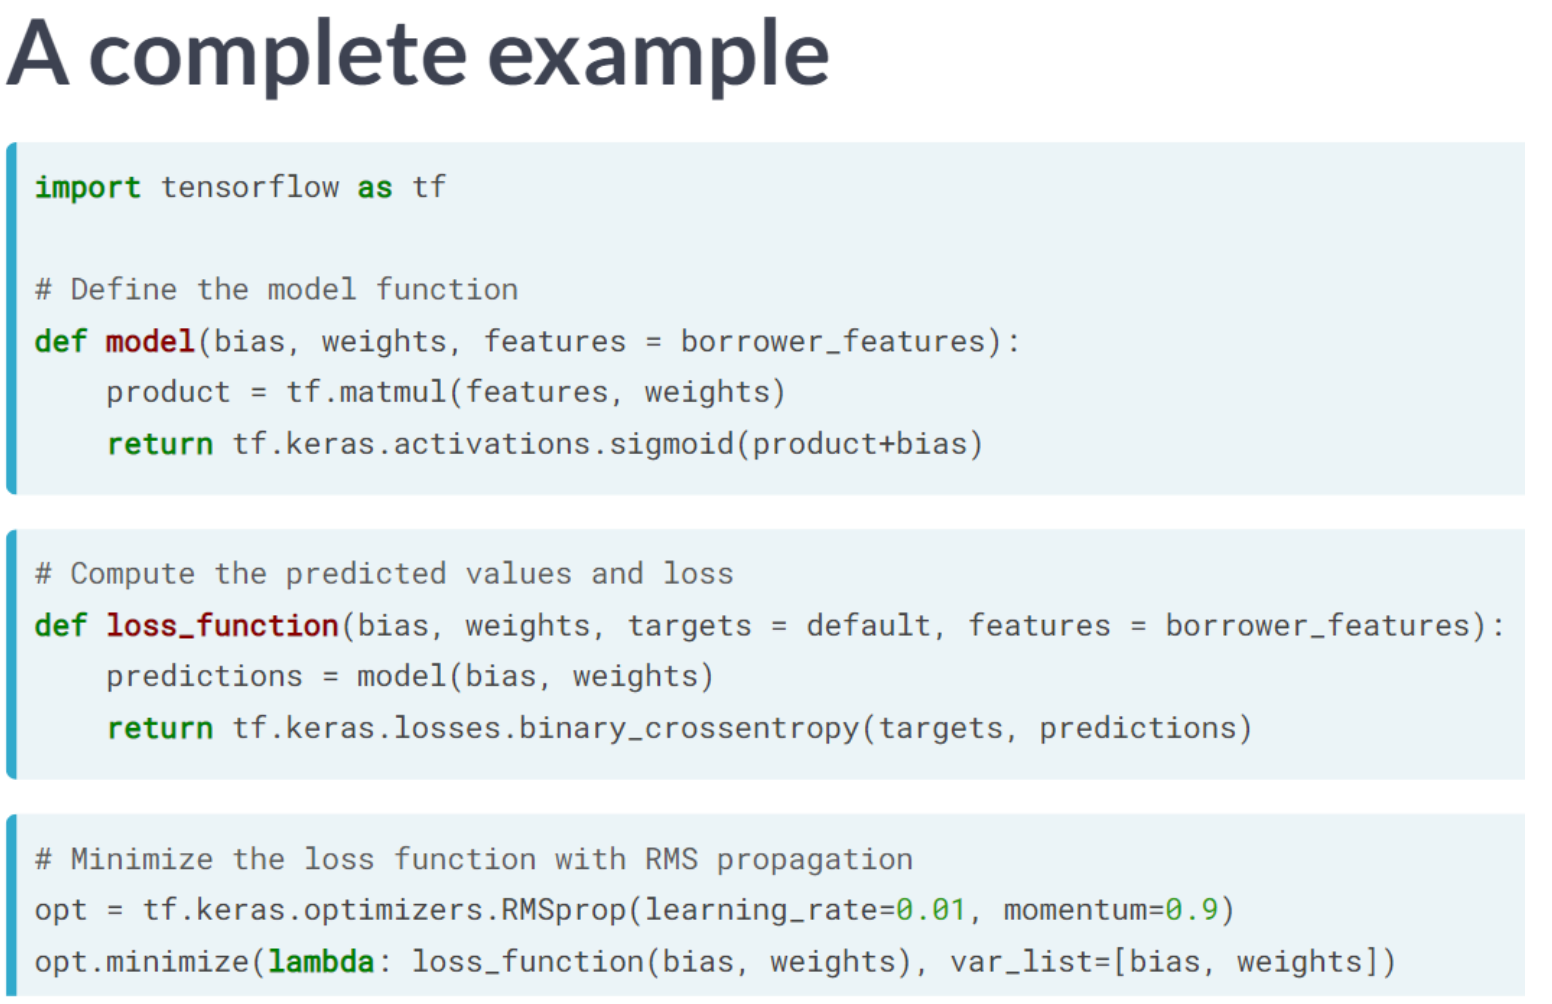 A complete example
import tensorflow as tf
# Define the model function
def model(bias, weights, features = borrower_features):
    product = tf.matmul(features, weights)
    return tf.keras.activations.sigmoid(product+bias)
# Compute the predicted values and loss
def loss_function(bias, weights, targets = default, features = borrower_features):
    predictions = model(bias, weights)
    return tf.keras.losses.binary_crossentropy(targets, predictions)
# Minimize the loss function with RMS propagation
opt = tf.keras.optimizers.RMSprop(learning_rate=0.01, momentum=0.9)
opt.minimize(lambda: loss_function(bias, weights), var_list=[bias, weights])